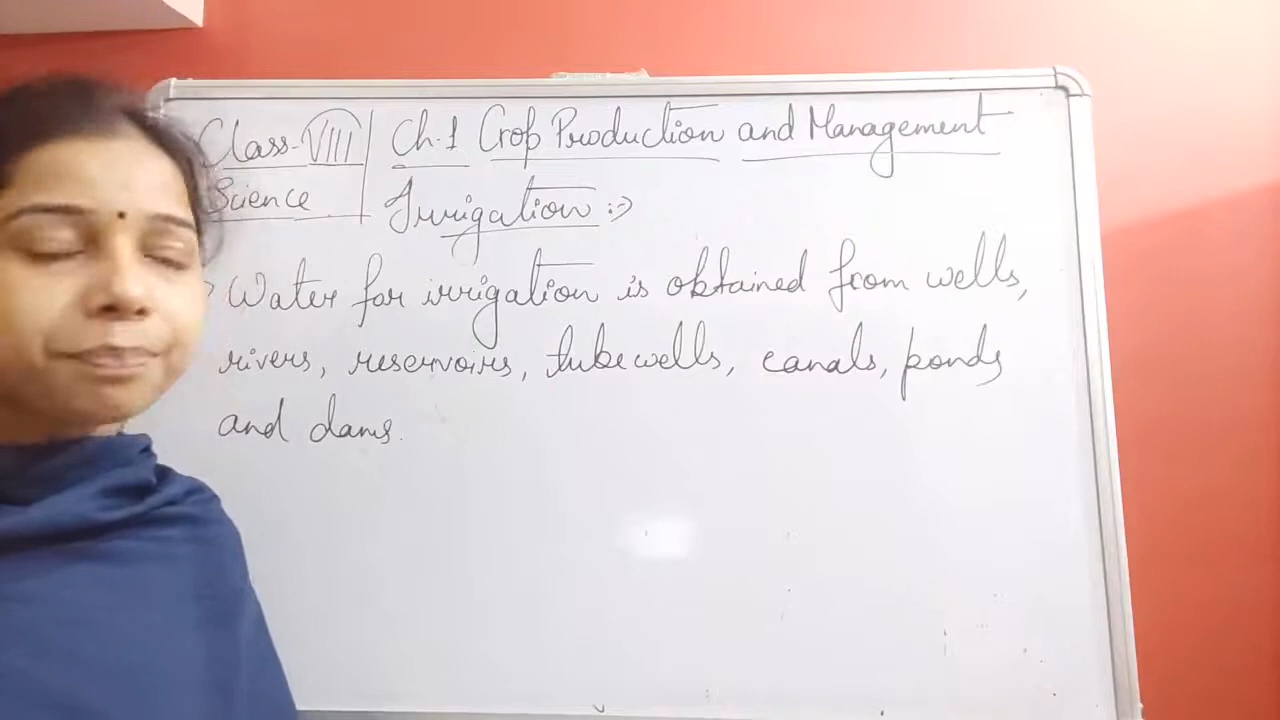 Class-VIII
Science
Ch.1 Crop Production and Management
Irrigation :->
Water for irrigation is obtained from wells,
rivers, reservoirs, tubewells, canals, ponds
and dams.